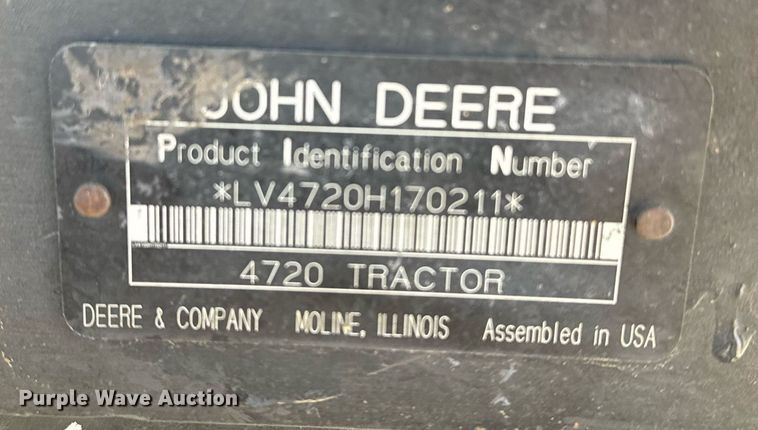 JOHN DEERE
Product Identification Number
*LV4720H170211*
4720 TRACTOR
DEERE & COMPANY MOLINE, ILLINOIS Assembled in USA
Purple Wave Auction